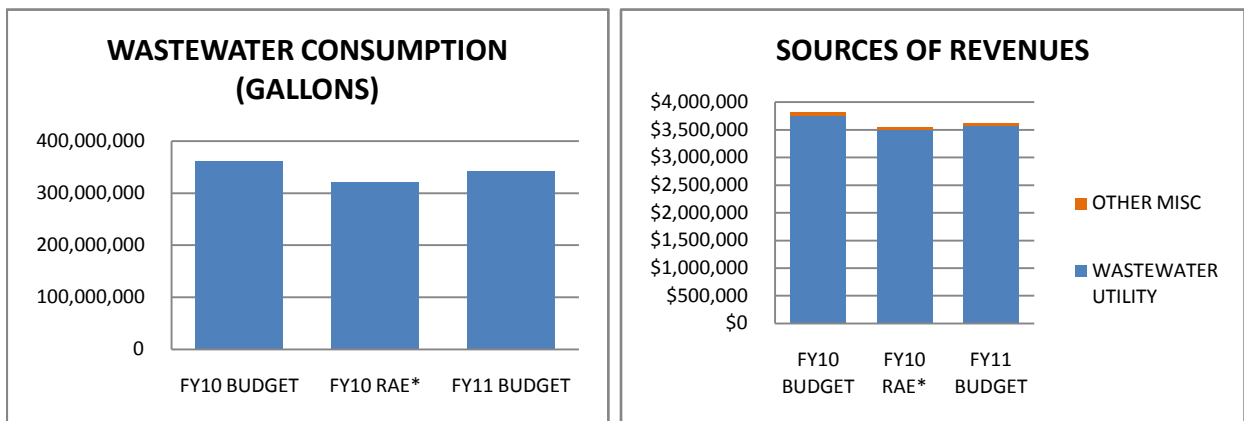 WASTEWATER CONSUMPTION
(GALLONS)
400,000,000
300,000,000
200,000,000
100,000,000
0
FY10 BUDGET FY10 RAE* FY11 BUDGET
SOURCES OF REVENUES
$4,000,000
$3,500,000
$3,000,000
$2,500,000
$2,000,000
$1,500,000
$1,000,000
$500,000
$0
FY10 BUDGET
FY10 RAE*
FY11 BUDGET
OTHER MISC
WASTEWATER
UTILITY